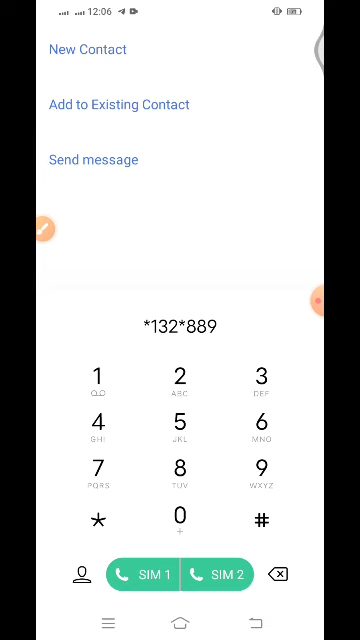 12:06
New Contact
Add to Existing Contact
Send message
*132*889
1 2 3
ABC DEF
4 5 6
GHI JKL MNO
7 8 9
PQRS TUV WXYZ
* 0 #
+
SIM 1 SIM 2